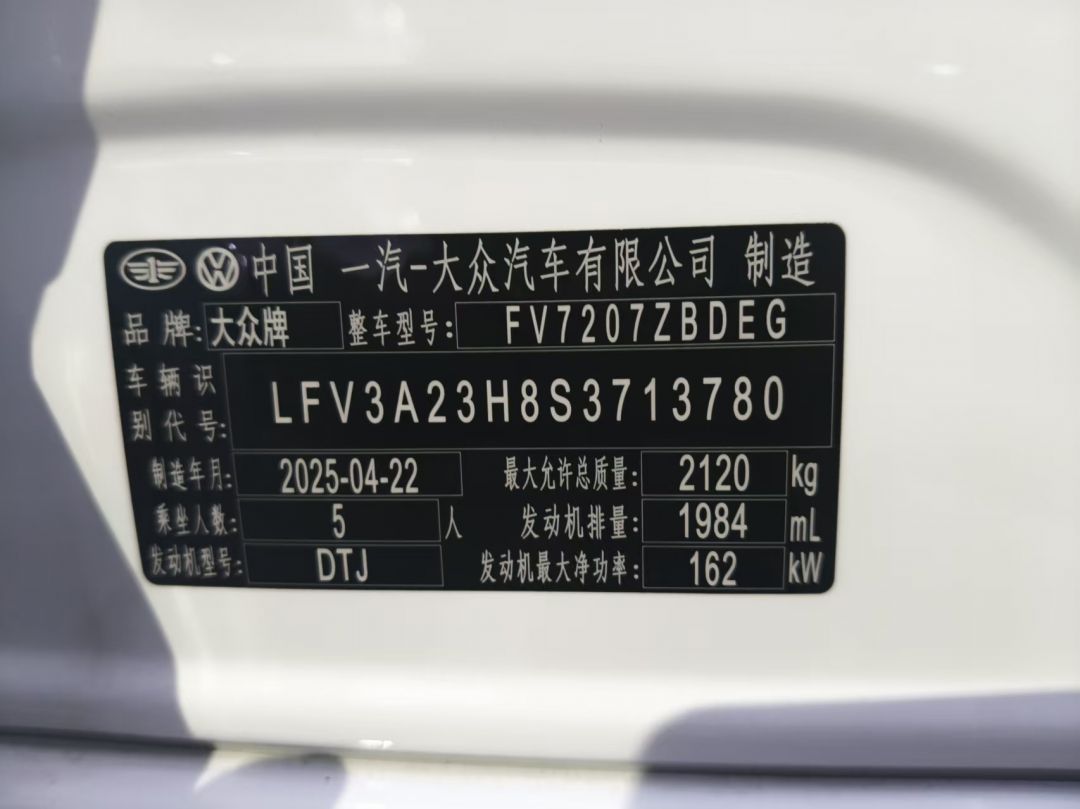 中国 一汽-大众汽车有限公司 制造
品牌: 大众牌 整车型号: FV7207ZBDEG
车辆识别代号: LFV3A23H8S3713780
制造年月: 2025-04-22 最大允许总质量: 2120 kg
乘坐人数: 5 人 发动机排量: 1984 mL
发动机型号: DTJ 发动机最大净功率: 162 kW